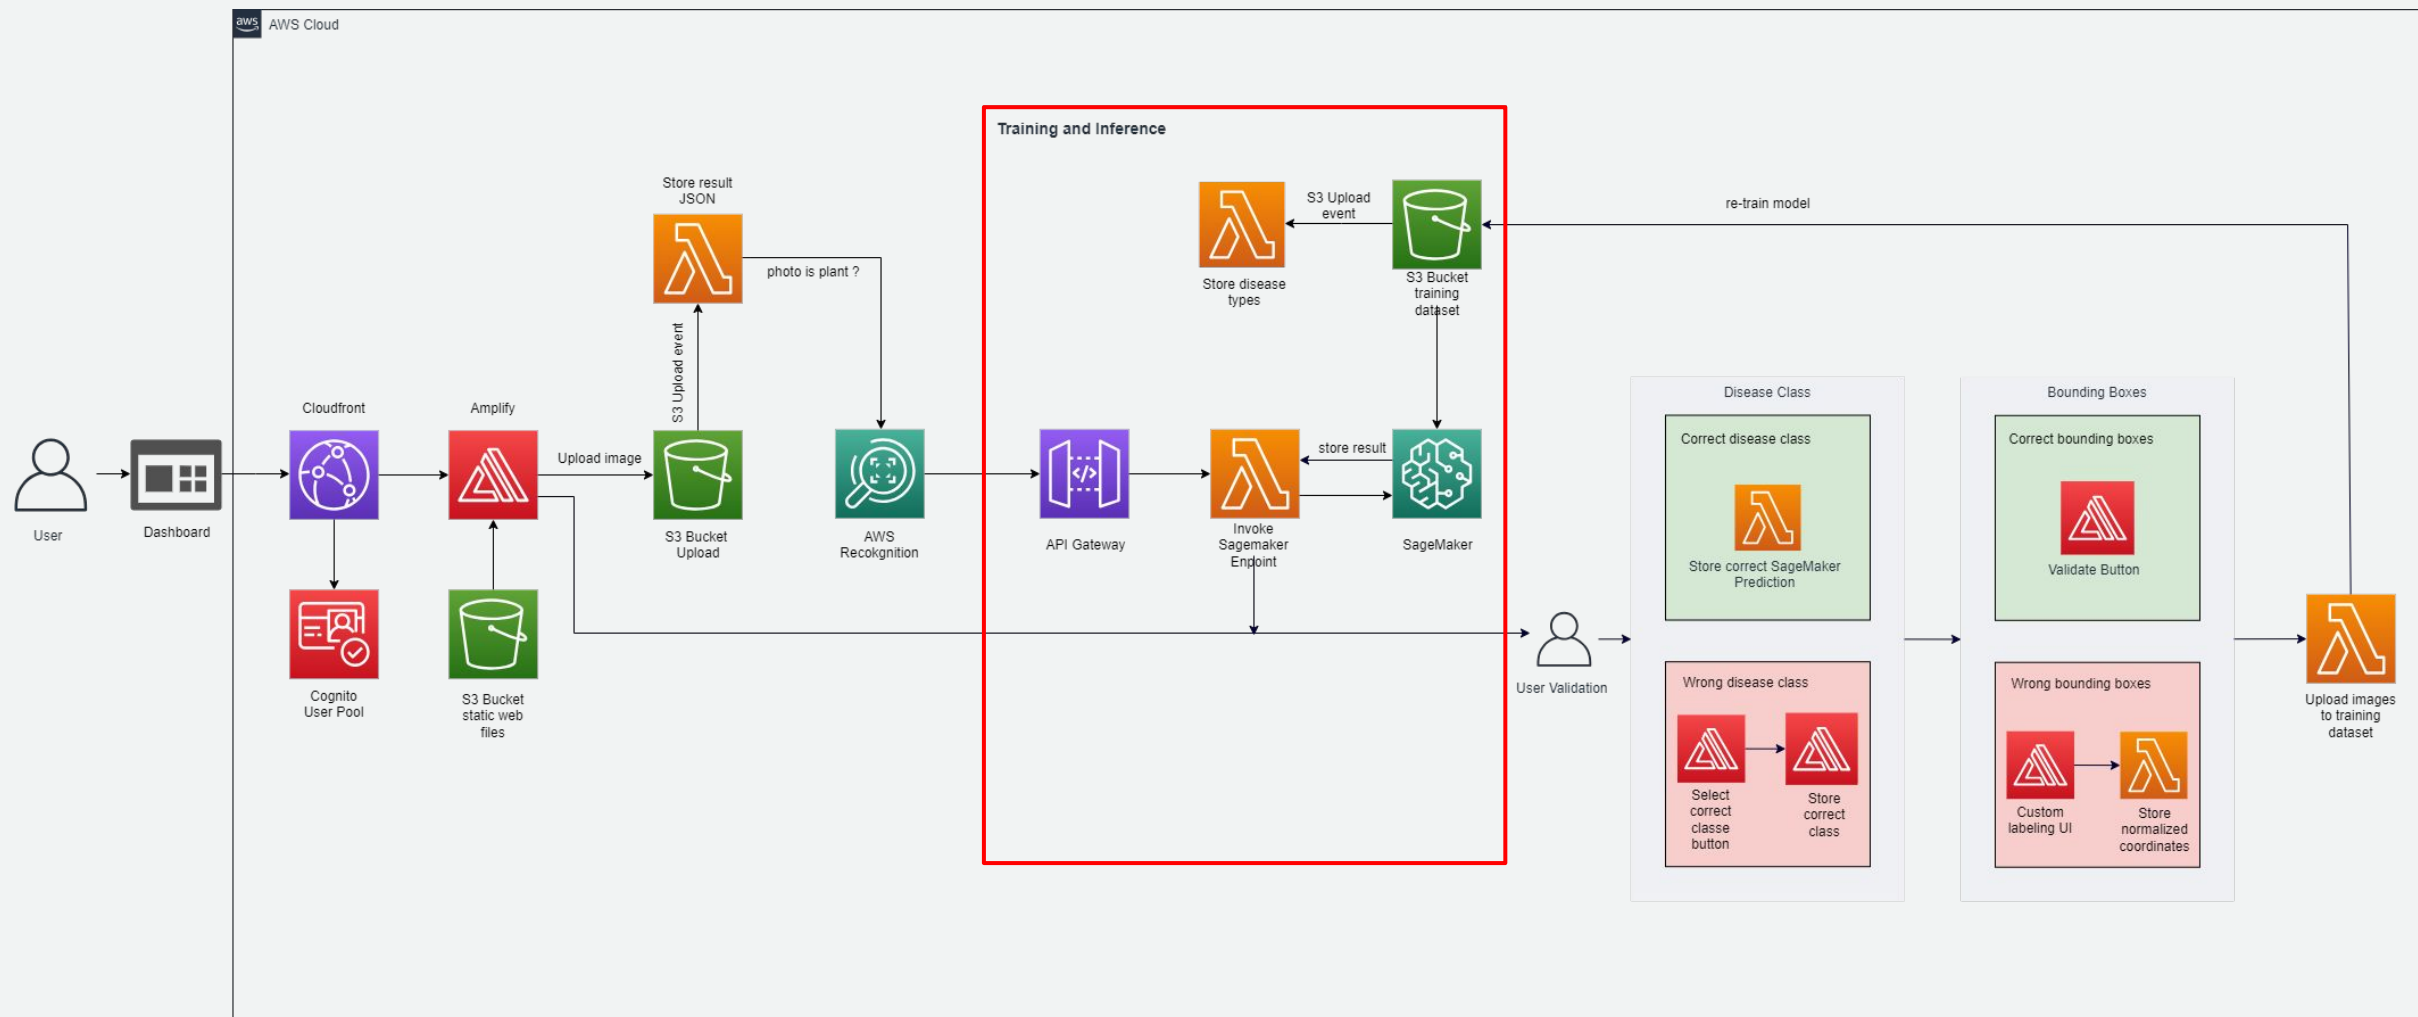 aws
AWS Cloud
Training and Inference
Store result
JSON
photo is plant ?
S3 Upload event
S3 Upload
event
Store disease
types
S3 Bucket
training
dataset
re-train model
User
Dashboard
Cloudfront
Cognito
User Pool
Amplify
S3 Bucket
static web
files
Upload image
S3 Bucket
Upload
AWS
Recokgnition
API Gateway
Invoke
Sagemaker
Enpoint
store result
SageMaker
User Validation
Disease Class
Correct disease class
Store correct SageMaker
Prediction
Wrong disease class
Select
correct
classe
button
Store
correct
class
Bounding Boxes
Correct bounding boxes
Validate Button
Wrong bounding boxes
Custom
labeling UI
Store
normalized
coordinates
Upload images
to training
dataset